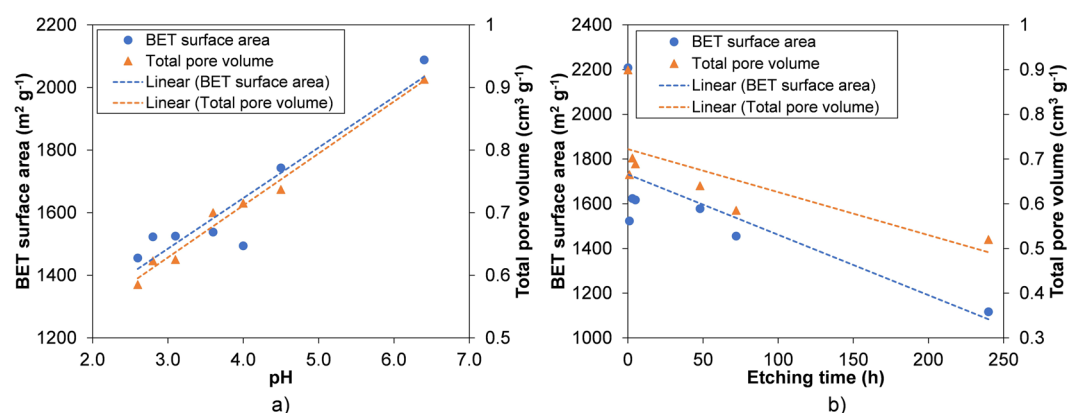 BET surface area (m² g⁻¹)
2200
2000
1800
1600
1400
1200
BET surface area
Total pore volume
Linear (BET surface area)
Linear (Total pore volume)
1
0.9
0.8
0.7
0.6
0.5
Total pore volume (cm³ g⁻¹)
2.0 3.0 4.0 5.0 6.0 7.0
pH
a)
BET surface area (m² g⁻¹)
2400
2200
2000
1800
1600
1400
1200
1000
BET surface area
Total pore volume
Linear (BET surface area)
Linear (Total pore volume)
1
0.9
0.8
0.7
0.6
0.5
0.4
0.3
Total pore volume (cm³ g⁻¹)
0 50 100 150 200 250
Etching time (h)
b)